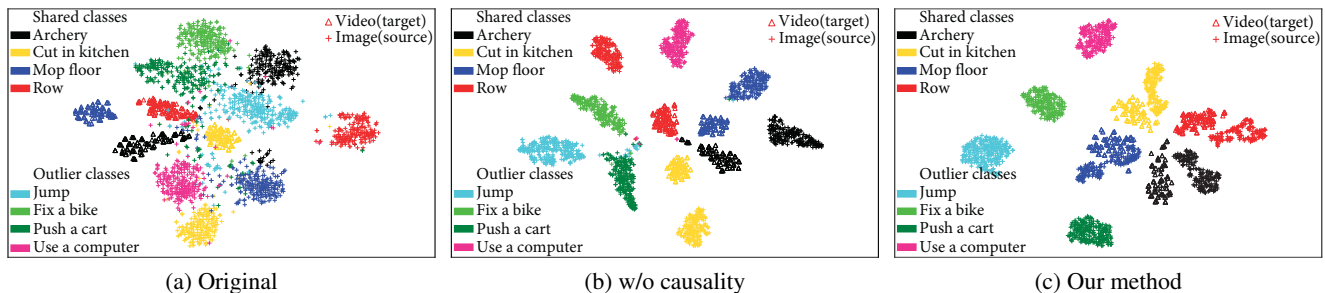 Shared classes
Archery
Cut in kitchen
Mop floor
Row
Video(target)
Image(source)
Outlier classes
Jump
Fix a bike
Push a cart
Use a computer
(a) Original
Shared classes
Archery
Cut in kitchen
Mop floor
Row
Video(target)
Image(source)
Outlier classes
Jump
Fix a bike
Push a cart
Use a computer
(b) w/o causality
Shared classes
Archery
Cut in kitchen
Mop floor
Row
Video(target)
Image(source)
Outlier classes
Jump
Fix a bike
Push a cart
Use a computer
(c) Our method